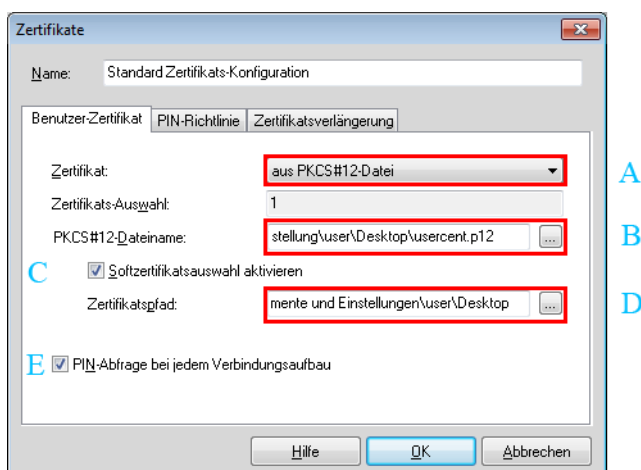 Zertifikate
Name: Standard Zertifikats-Konfiguration
Benutzer-Zertifikat PIN-Richtlinie Zertifikatsverlängerung
Zertifikat: aus PKCS#12-Datei A
Zertifikats-Auswahl: 1
PKCS#12-Dateiname: stellung\user\Desktop\usercent.p12 ... B
C Softzertifikatsauswahl aktivieren
Zertifikatspfad: mente und Einstellungen\user\Desktop ... D
E PIN-Abfrage bei jedem Verbindungsaufbau
Hilfe OK Abbrechen